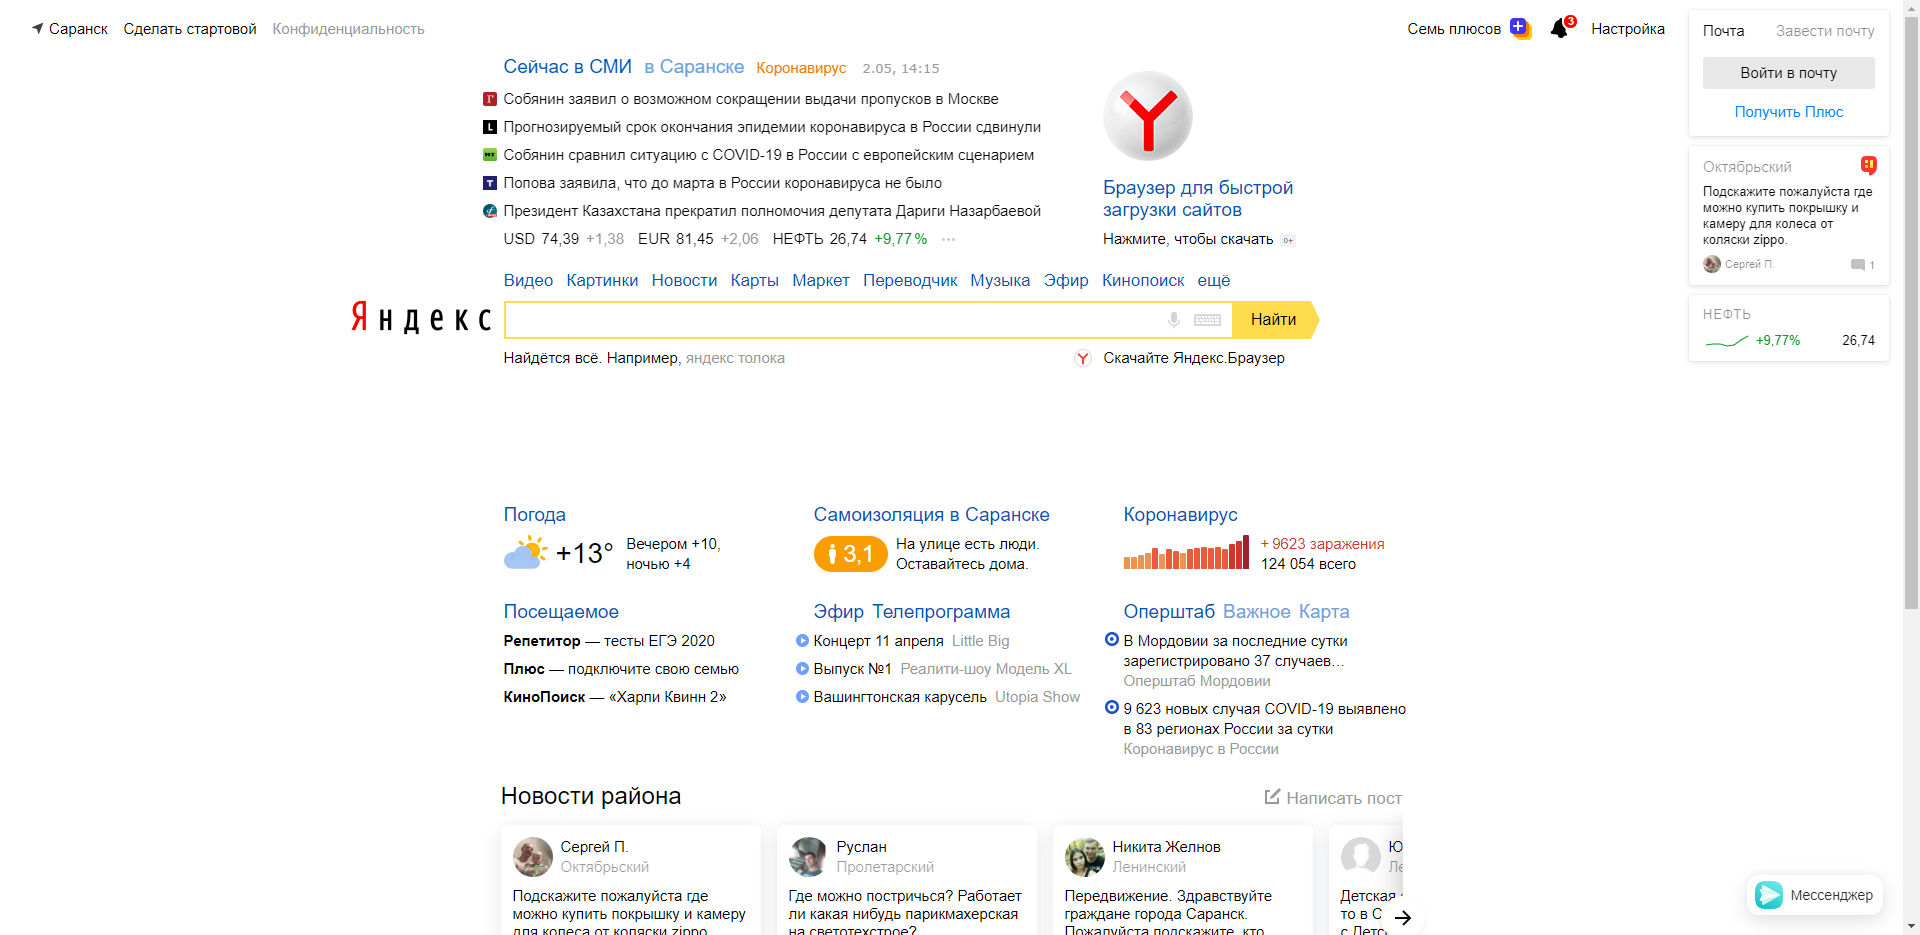 Саранск Сделать стартовой Конфиденциальность
Семь плюсов 3 Настройка
Почта Завести почту
Войти в почту
Получить Плюс
Сейчас в СМИ в Саранске Коронавирус 2.05, 14:15
Собянин заявил о возможном сокращении выдачи пропусков в Москве
Прогнозируемый срок окончания эпидемии коронавируса в России сдвинули
Собянин сравнил ситуацию с COVID-19 в России с европейским сценарием
Попова заявила, что до марта в России коронавируса не было
Президент Казахстана прекратил полномочия депутата Дариги Назарбаевой
USD 74,39 +1,38 EUR 81,45 +2,06 НЕФТЬ 26,74 +9,77% ···
Браузер для быстрой
загрузки сайтов
Нажмите, чтобы скачать 0+
Октябрьский
Подскажите пожалуйста где
можно купить покрышку и
камеру для колеса от
коляски zippo.
Сергей П. 1
НЕФТЬ
+9,77% 26,74
Видео Картинки Новости Карты Маркет Переводчик Музыка Эфир Кинопоиск ещё
Яндекс
Найти
Найдётся всё. Например, яндекс толока
Скачайте Яндекс.Браузер
Погода
+13°
Вечером +10,
ночью +4
Самоизоляция в Саранске
3,1
На улице есть люди.
Оставайтесь дома.
Коронавирус
+ 9623 заражения
124 054 всего
Посещаемое
Репетитор — тесты ЕГЭ 2020
Плюс — подключите свою семью
КиноПоиск — «Харли Квинн 2»
Эфир Телепрограмма
Концерт 11 апреля Little Big
Выпуск №1 Реалити-шоу Модель XL
Вашингтонская карусель Utopia Show
Оперштаб Важное Карта
В Мордовии за последние сутки
зарегистрировано 37 случаев...
Оперштаб Мордовии
9 623 новых случая COVID-19 выявлено
в 83 регионах России за сутки
Коронавирус в России
Новости района
Написать пост
Сергей П.
Октябрьский
Подскажите пожалуйста где
можно купить покрышку и камеру
для колеса от коляски zippo.
Руслан
Пролетарский
Где можно постричься? Работает
ли какая нибудь парикмахерская
на светотехстрое?
Никита Желнов
Ленинский
Передвижение. Здравствуйте
граждане города Саранск.
Пожалуйста подскажите, кто
Ю
Ле
Детская
то в С
с Детс
Мессенджер